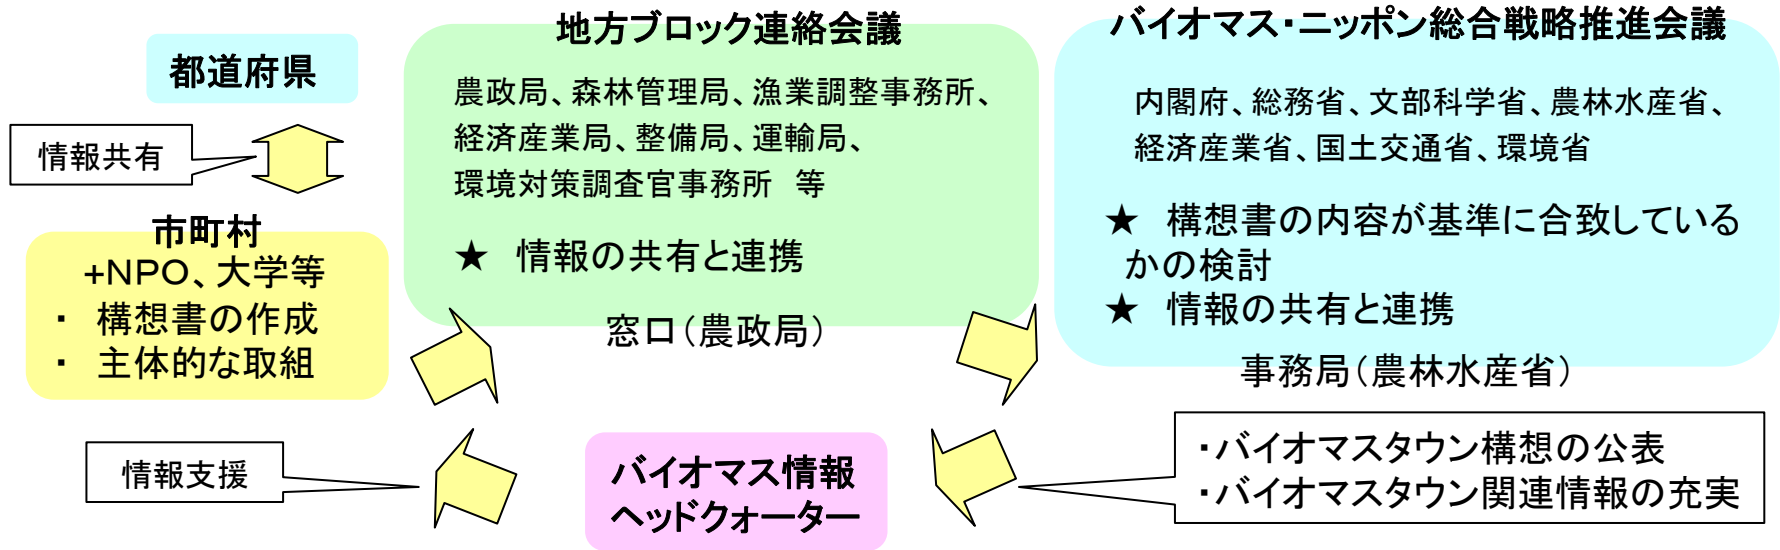 都道府県
情報共有
市町村
+NPO、大学等
・ 構想書の作成
・ 主体的な取組
地方ブロック連絡会議
農政局、森林管理局、漁業調整事務所、
経済産業局、整備局、運輸局、
環境対策調査官事務所 等
★ 情報の共有と連携
窓口(農政局)
バイオマス・ニッポン総合戦略推進会議
内閣府、総務省、文部科学省、農林水産省、
経済産業省、国土交通省、環境省
★ 構想書の内容が基準に合致している
かの検討
★ 情報の共有と連携
事務局(農林水産省)
情報支援
バイオマス情報
ヘッドクォーター
・バイオマスタウン構想の公表
・バイオマスタウン関連情報の充実